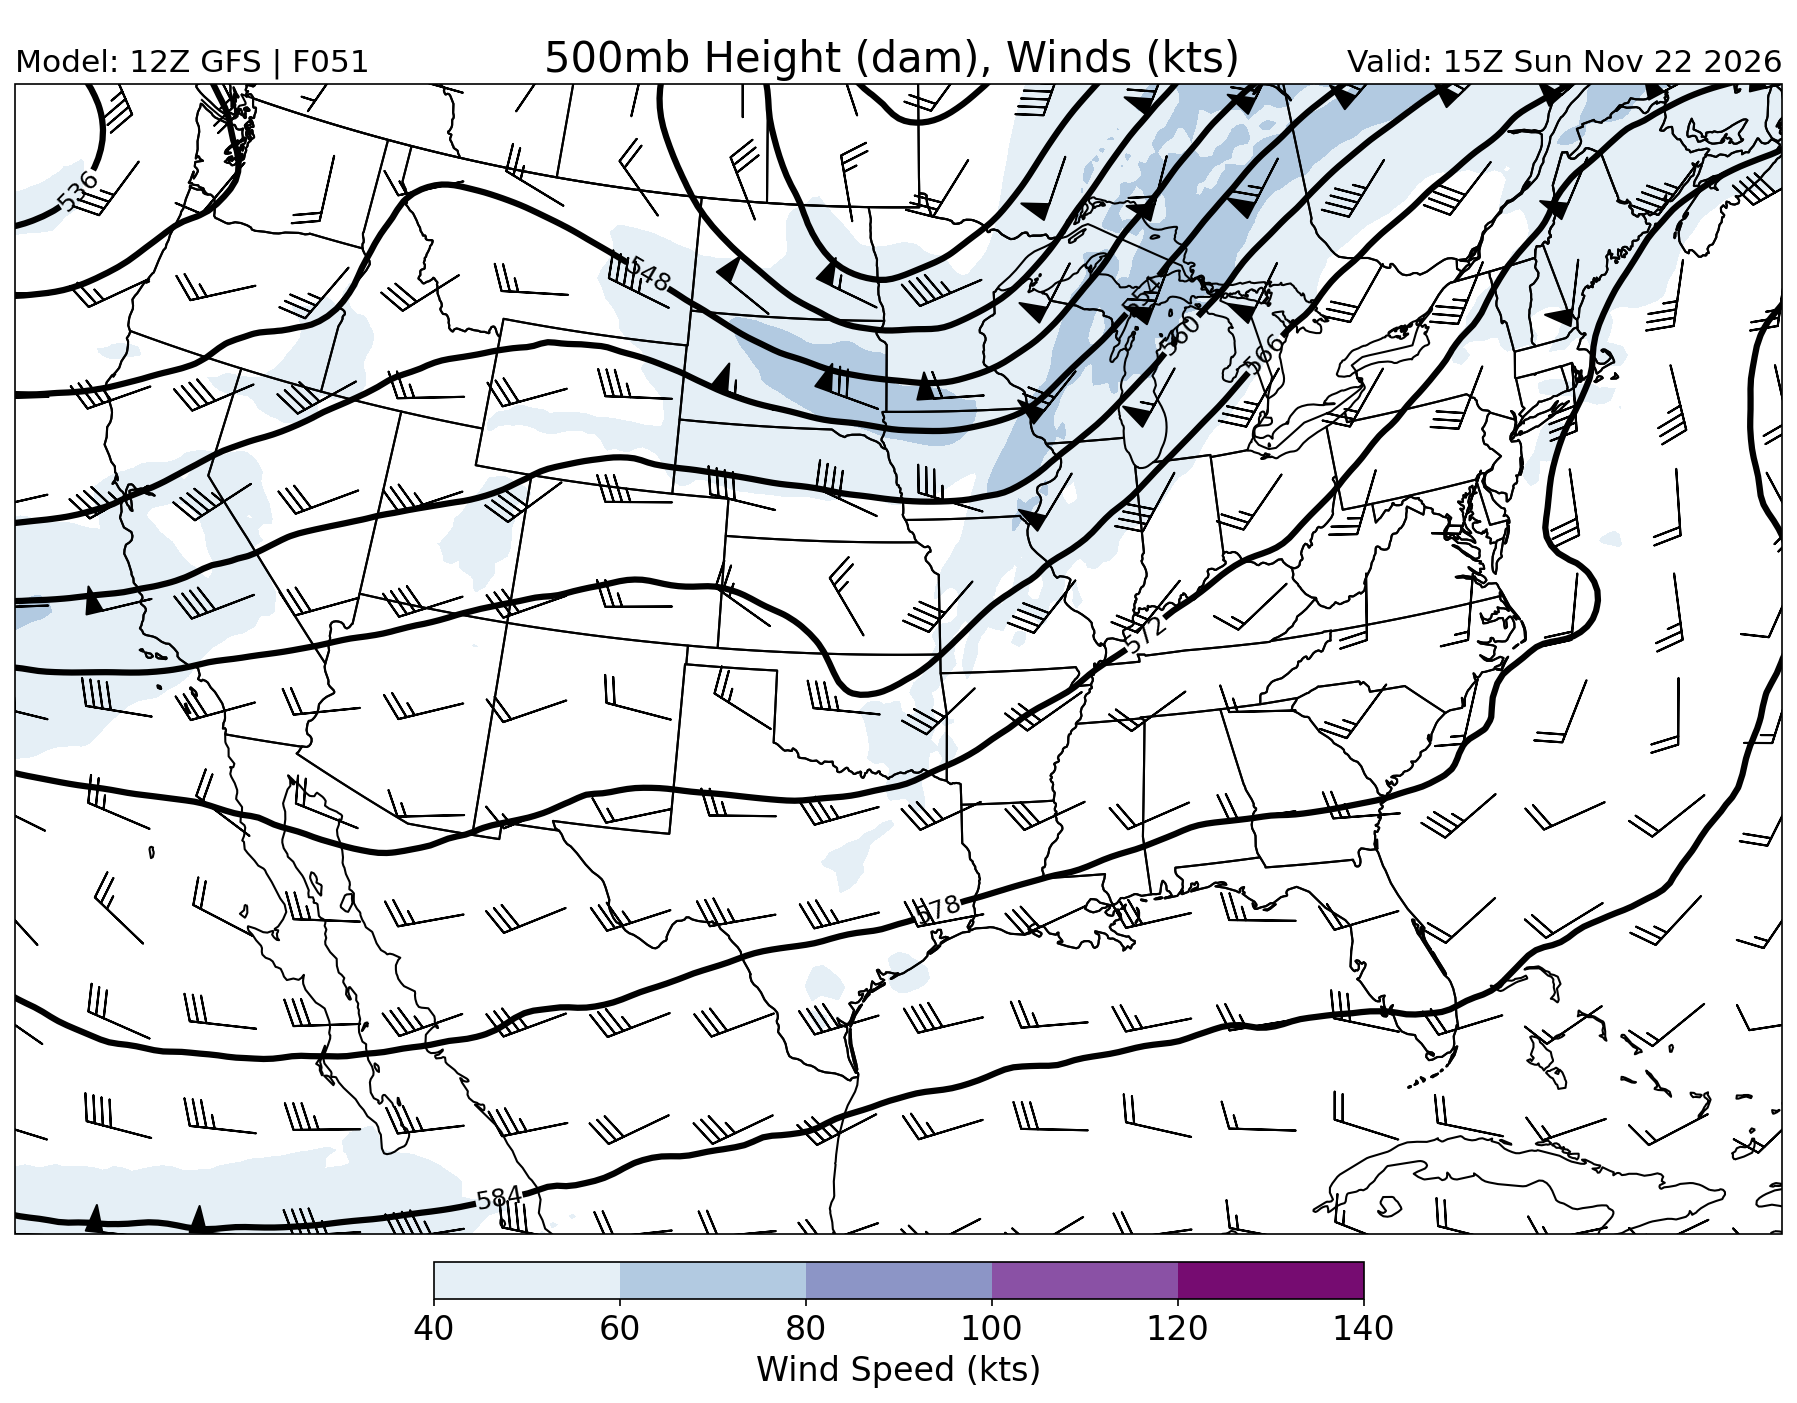 Model: 12Z GFS | F051
500mb Height (dam), Winds (kts)
Valid: 15Z Sun Nov 22 2026
536
548
560
566
572
578
584
40 60 80 100 120 140
Wind Speed (kts)